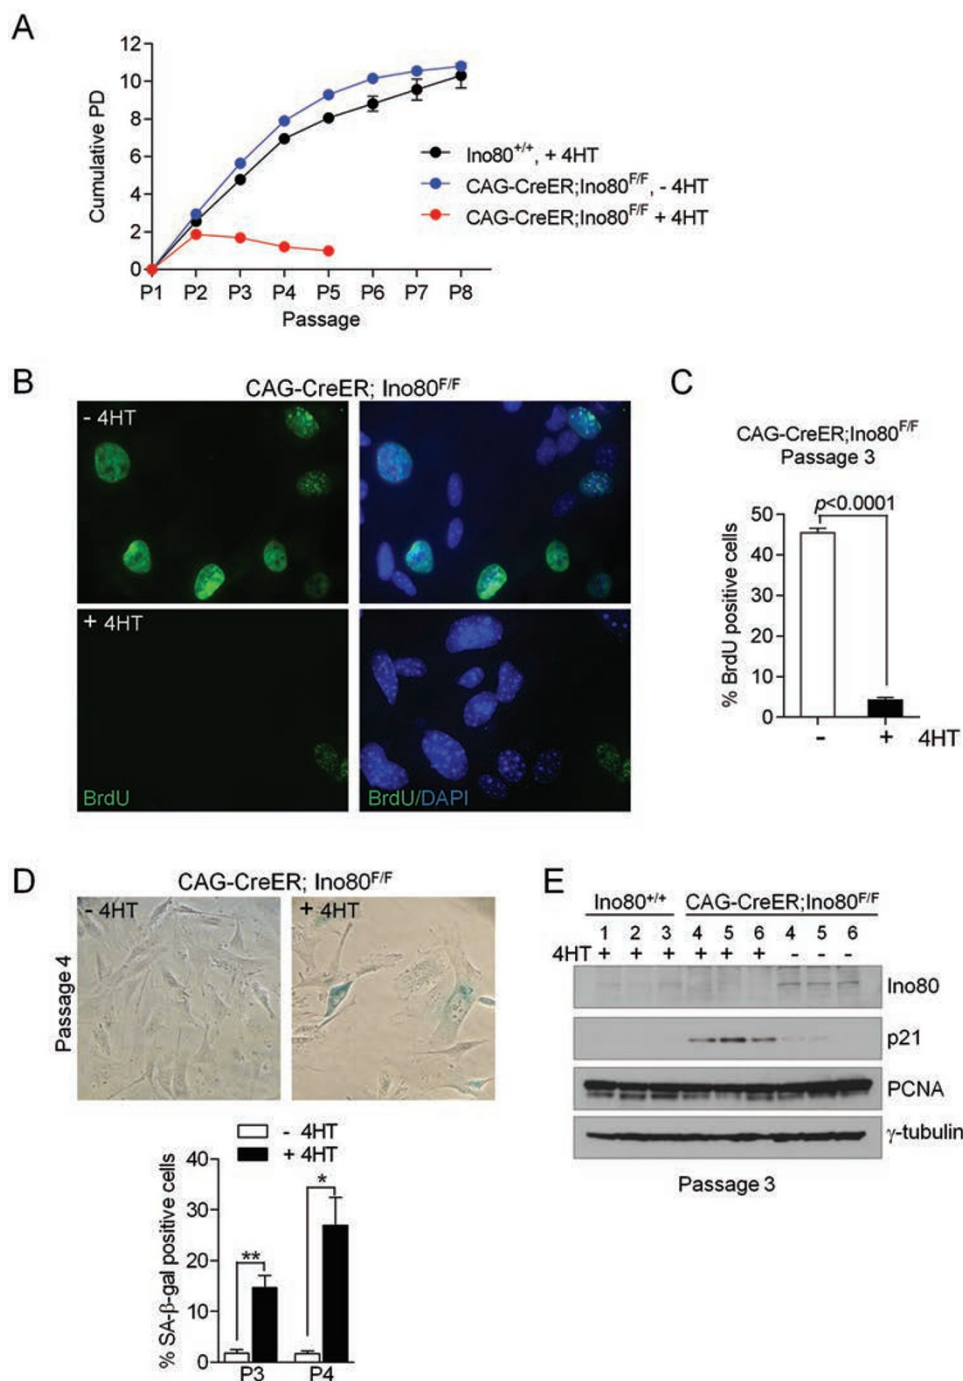 A
12
10
8
6
4
2
0
Cumulative PD
P1 P2 P3 P4 P5 P6 P7 P8
Passage
Ino80+/+, + 4HT
CAG-CreER;Ino80F/F, - 4HT
CAG-CreER;Ino80F/F + 4HT
B
CAG-CreER; Ino80F/F
- 4HT
+ 4HT
BrdU
BrdU/DAPI
C
CAG-CreER;Ino80F/F
Passage 3
p<0.0001
50
40
30
20
10
0
% BrdU positive cells
- + 4HT
D
CAG-CreER; Ino80F/F
- 4HT
+ 4HT
Passage 4
- 4HT
+ 4HT
40
30
20
10
0
% SA-β-gal positive cells
**
*
P3 P4
E
Ino80+/+ CAG-CreER;Ino80F/F
1 2 3 4 5 6 4 5 6
4HT + + + + + + - - -
Ino80
p21
PCNA
γ-tubulin
Passage 3